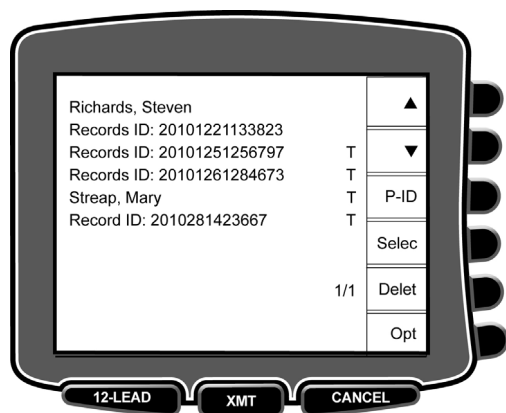 Richards, Steven
Records ID: 20101221133823
Records ID: 20101251256797 T
Records ID: 20101261284673 T
Streap, Mary T
Record ID: 2010281423667 T
1/1
▲
▼
P-ID
Selec
Delet
Opt
12-LEAD
XMT
CANCEL